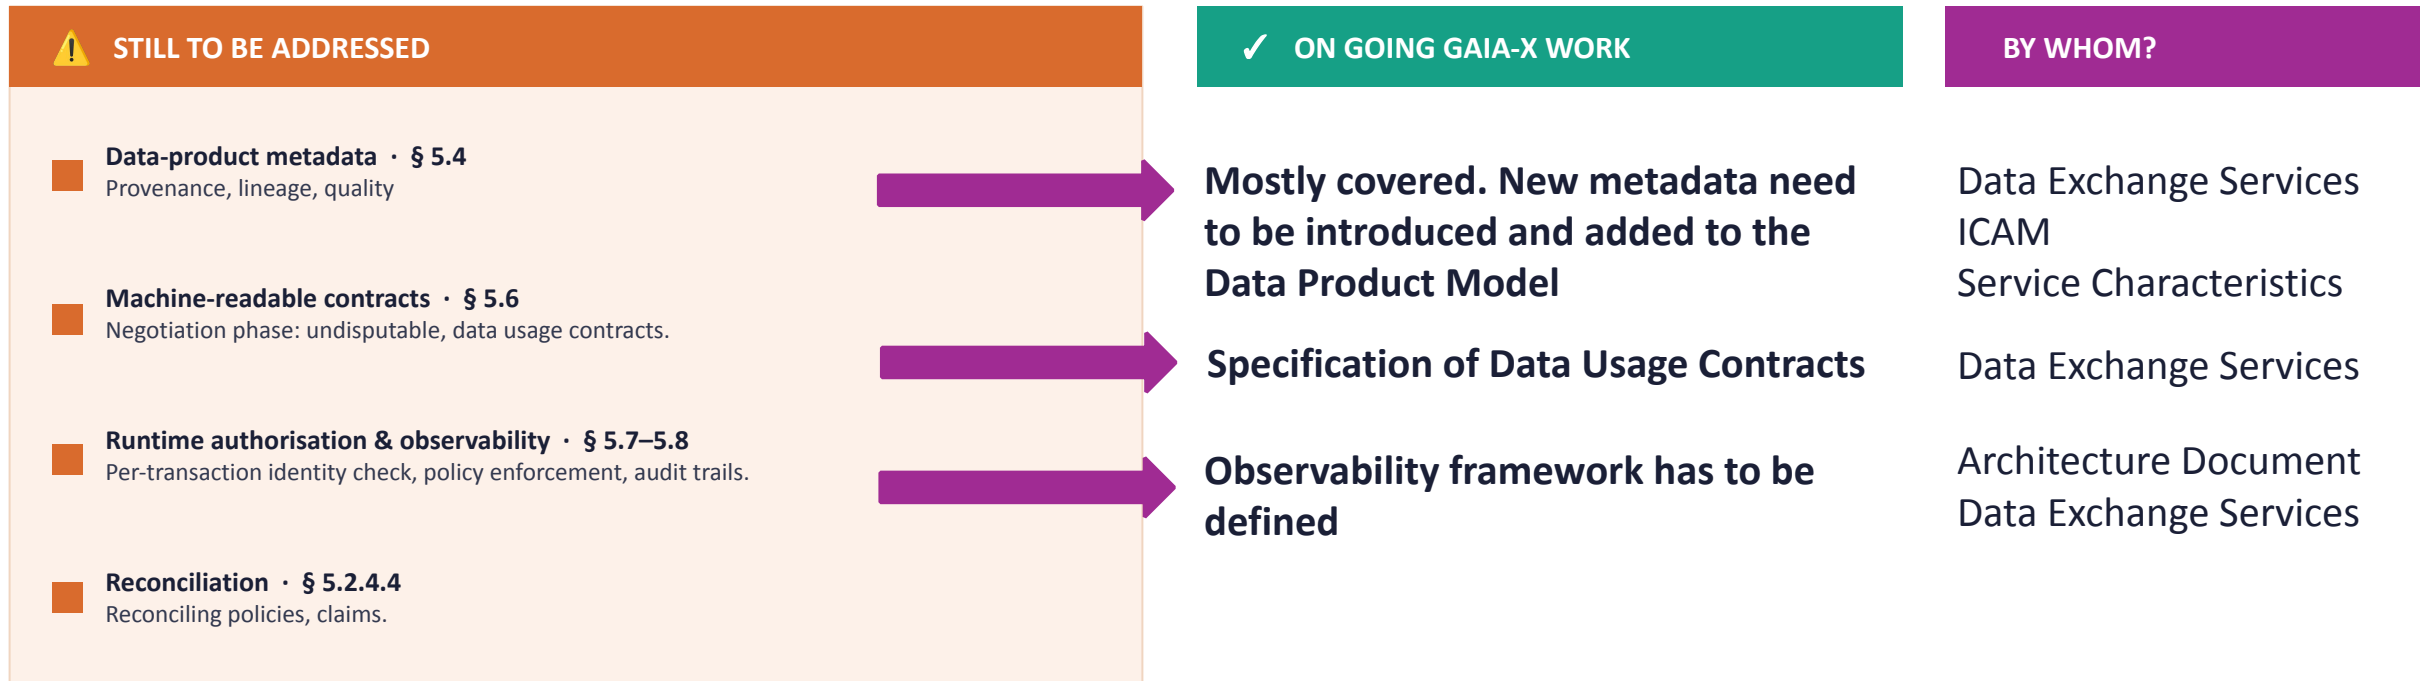 ⚠️ STILL TO BE ADDRESSED
Data-product metadata · § 5.4
Provenance, lineage, quality
Machine-readable contracts · § 5.6
Negotiation phase: undisputable, data usage contracts.
Runtime authorisation & observability · § 5.7–5.8
Per-transaction identity check, policy enforcement, audit trails.
Reconciliation · § 5.2.4.4
Reconciling policies, claims.
✓ ON GOING GAIA-X WORK
Mostly covered. New metadata need
to be introduced and added to the
Data Product Model
Specification of Data Usage Contracts
Observability framework has to be
defined
BY WHOM?
Data Exchange Services
ICAM
Service Characteristics
Data Exchange Services
Architecture Document
Data Exchange Services